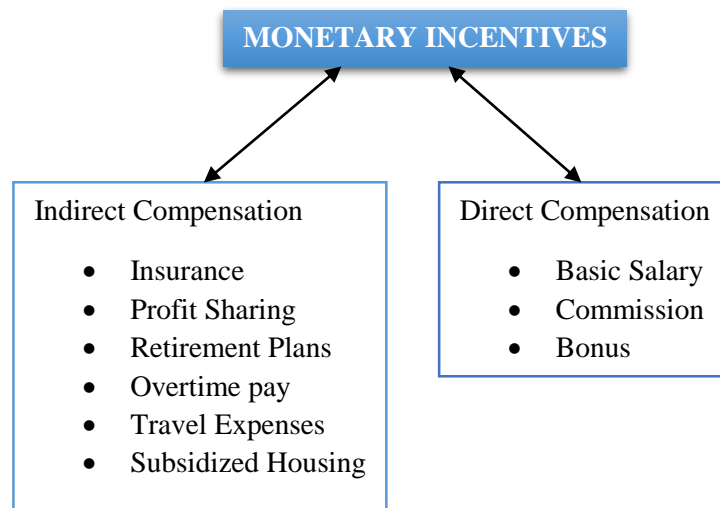 MONETARY INCENTIVES
Indirect Compensation
• Insurance
• Profit Sharing
• Retirement Plans
• Overtime pay
• Travel Expenses
• Subsidized Housing
Direct Compensation
• Basic Salary
• Commission
• Bonus